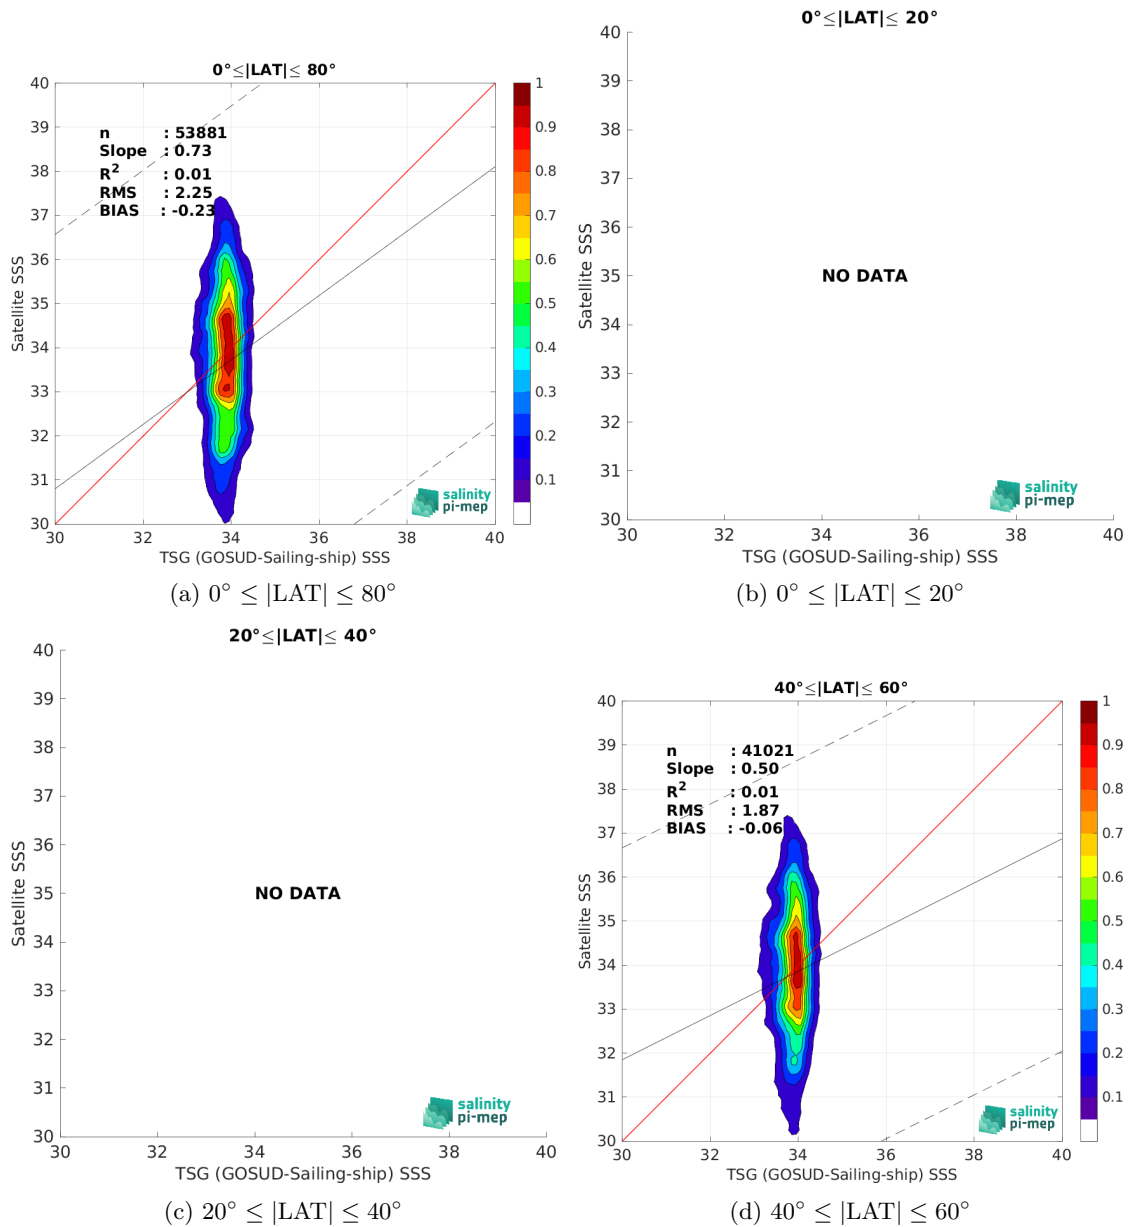 0°≤|LAT|≤ 80°
40
39
38
37
36
35
34
33
32
31
30
Satellite SSS
n : 53881
Slope : 0.73
R² : 0.01
RMS : 2.25
BIAS : -0.23
salinity
pi-mep
30 32 34 36 38 40
TSG (GOSUD-Sailing-ship) SSS
1
0.9
0.8
0.7
0.6
0.5
0.4
0.3
0.2
0.1
(a) 0° ≤ |LAT| ≤ 80°
0°≤|LAT|≤ 20°
40
39
38
37
36
35
34
33
32
31
30
Satellite SSS
NO DATA
salinity
pi-mep
30 32 34 36 38 40
TSG (GOSUD-Sailing-ship) SSS
(b) 0° ≤ |LAT| ≤ 20°
20°≤|LAT|≤ 40°
40
39
38
37
36
35
34
33
32
31
30
Satellite SSS
NO DATA
salinity
pi-mep
30 32 34 36 38 40
TSG (GOSUD-Sailing-ship) SSS
(c) 20° ≤ |LAT| ≤ 40°
40°≤|LAT|≤ 60°
40
39
38
37
36
35
34
33
32
31
30
Satellite SSS
n : 41021
Slope : 0.50
R² : 0.01
RMS : 1.87
BIAS : -0.06
salinity
pi-mep
30 32 34 36 38 40
TSG (GOSUD-Sailing-ship) SSS
1
0.9
0.8
0.7
0.6
0.5
0.4
0.3
0.2
0.1
(d) 40° ≤ |LAT| ≤ 60°